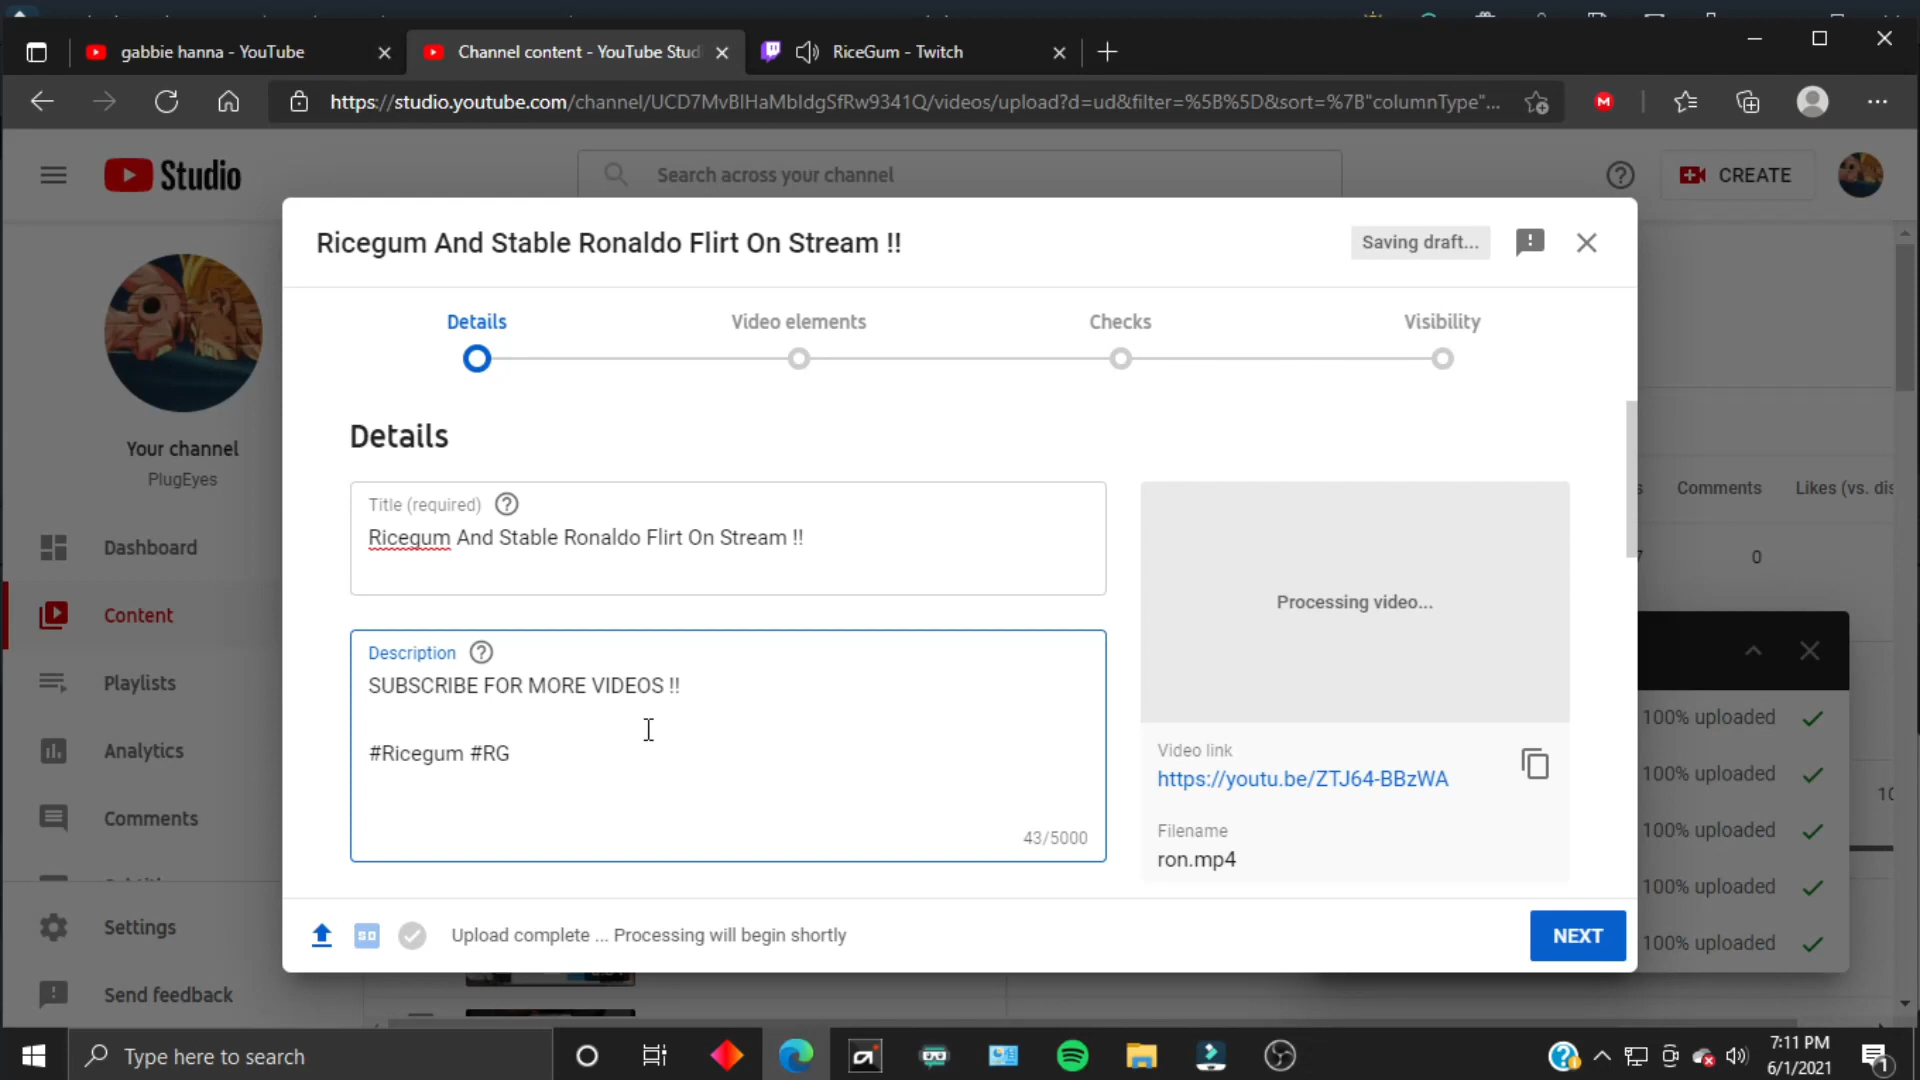 gabbie hanna - YouTube
Channel content - YouTube Stud
RiceGum - Twitch
https://studio.youtube.com/channel/UCD7MvBlHaMbIdgSfRw9341Q/videos/upload?d=ud&filter=%5B%5D&sort=%7B"columnType"...
M
Studio
Search across your channel
CREATE
Ricegum And Stable Ronaldo Flirt On Stream !!
Saving draft...
Details
Video elements
Checks
Visibility
Your channel
PlugEyes
Details
Title (required)
Ricegum And Stable Ronaldo Flirt On Stream !!
Comments
Likes (vs. dis
0
Dashboard
Content
Playlists
Analytics
Comments
Settings
Send feedback
Processing video...
Description
SUBSCRIBE FOR MORE VIDEOS !!
#Ricegum #RG
43/5000
Video link
https://youtu.be/ZTJ64-BBzWA
Filename
ron.mp4
100% uploaded
100% uploaded
100% uploaded
100% uploaded
100% uploaded
Upload complete ... Processing will begin shortly
NEXT
Type here to search
7:11 PM
6/1/2021
1